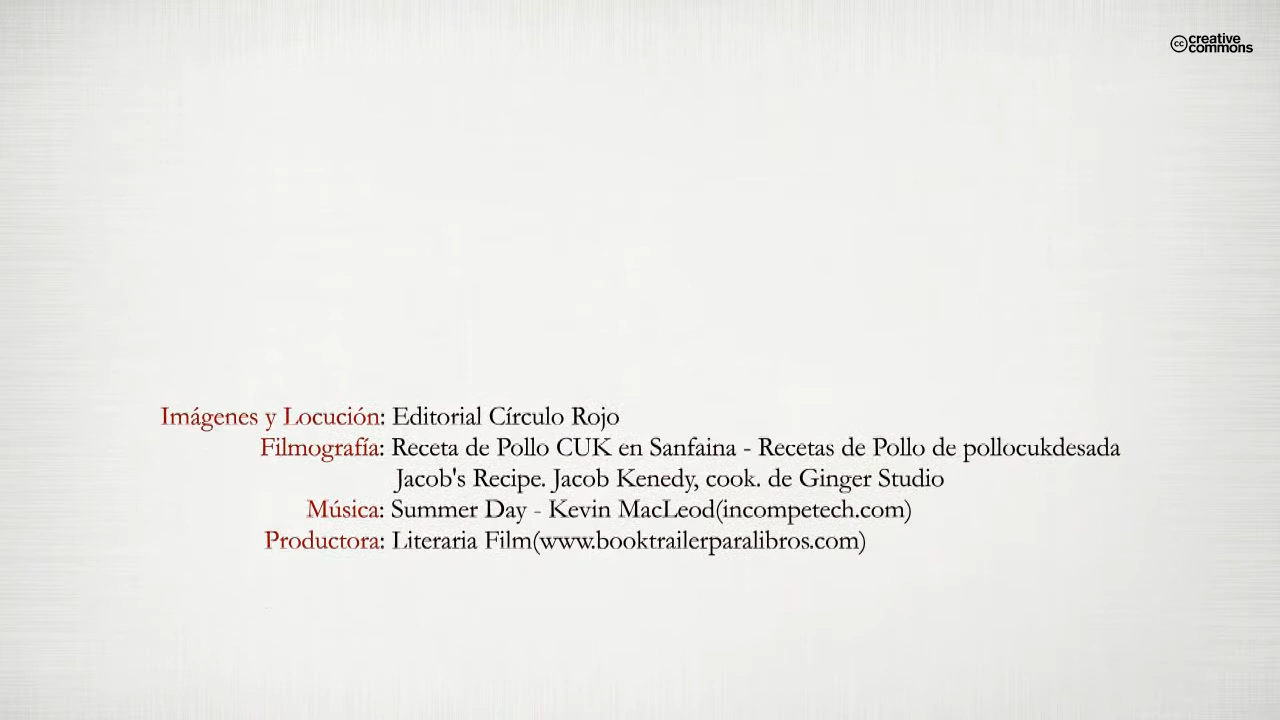 cc creative
commons
Imágenes y Locución: Editorial Círculo Rojo
Filmografía: Receta de Pollo CUK en Sanfaina - Recetas de Pollo de pollocukdesada
Jacob's Recipe. Jacob Kenedy, cook. de Ginger Studio
Música: Summer Day - Kevin MacLeod(incompetech.com)
Productora: Literaria Film(www.booktrailerparalibros.com)